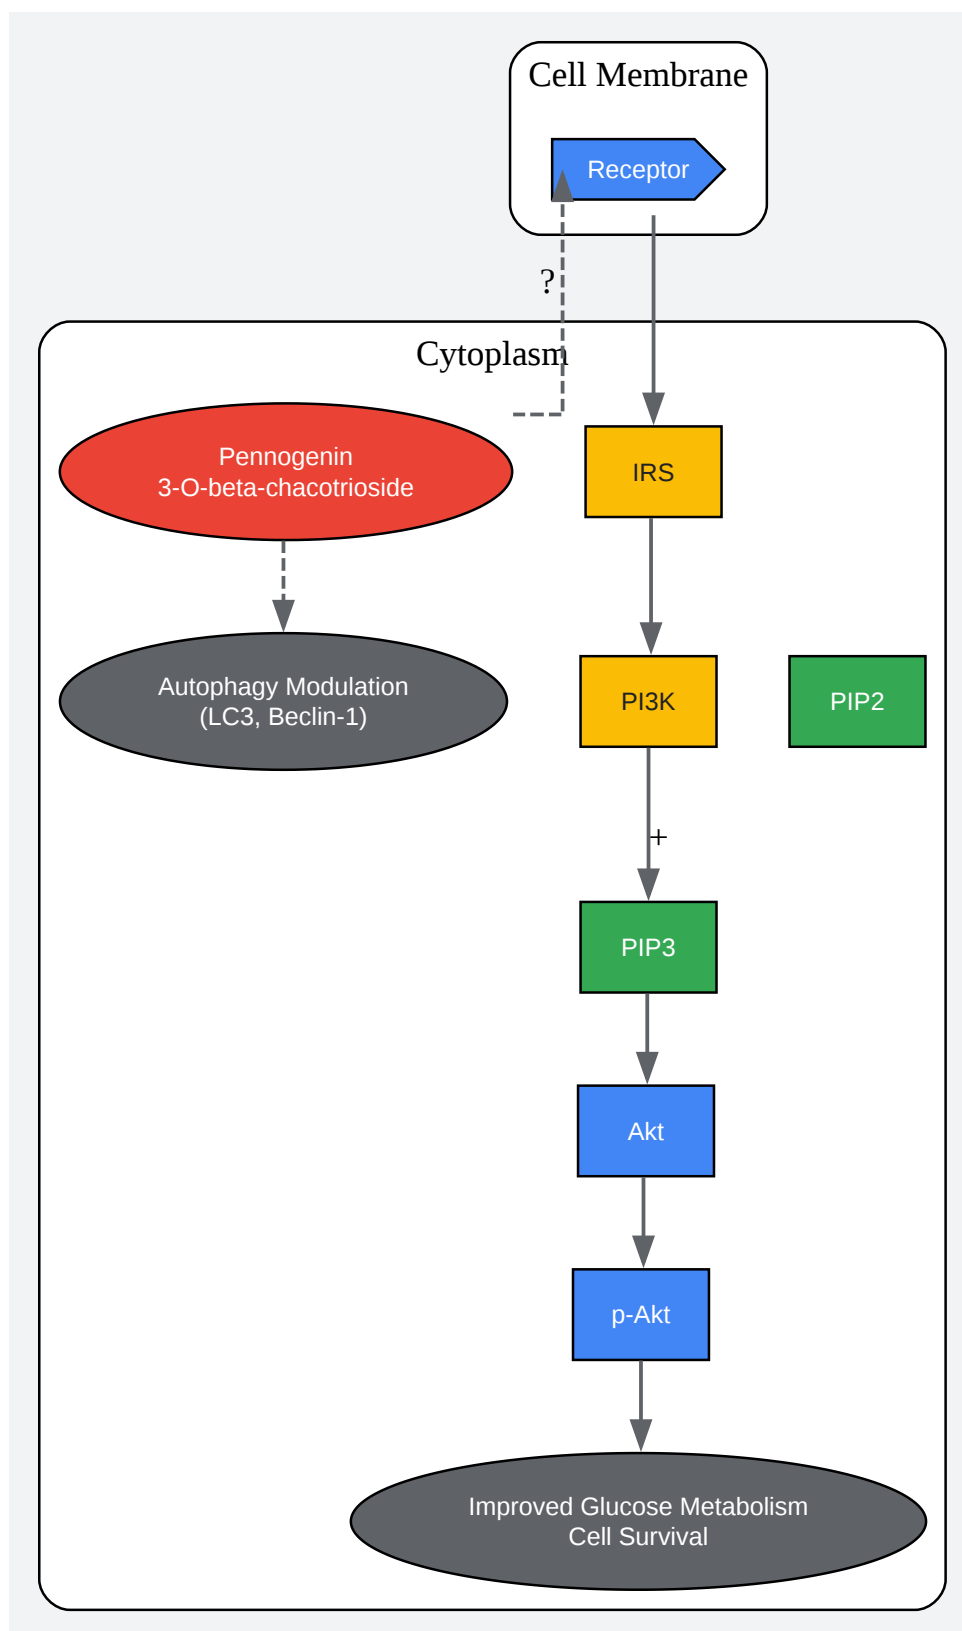 Cell Membrane
Receptor
?
Cytoplasm
Pennogenin
3-O-beta-chacotrioside
IRS
Autophagy Modulation
(LC3, Beclin-1)
PI3K
PIP2
+
PIP3
Akt
p-Akt
Improved Glucose Metabolism
Cell Survival